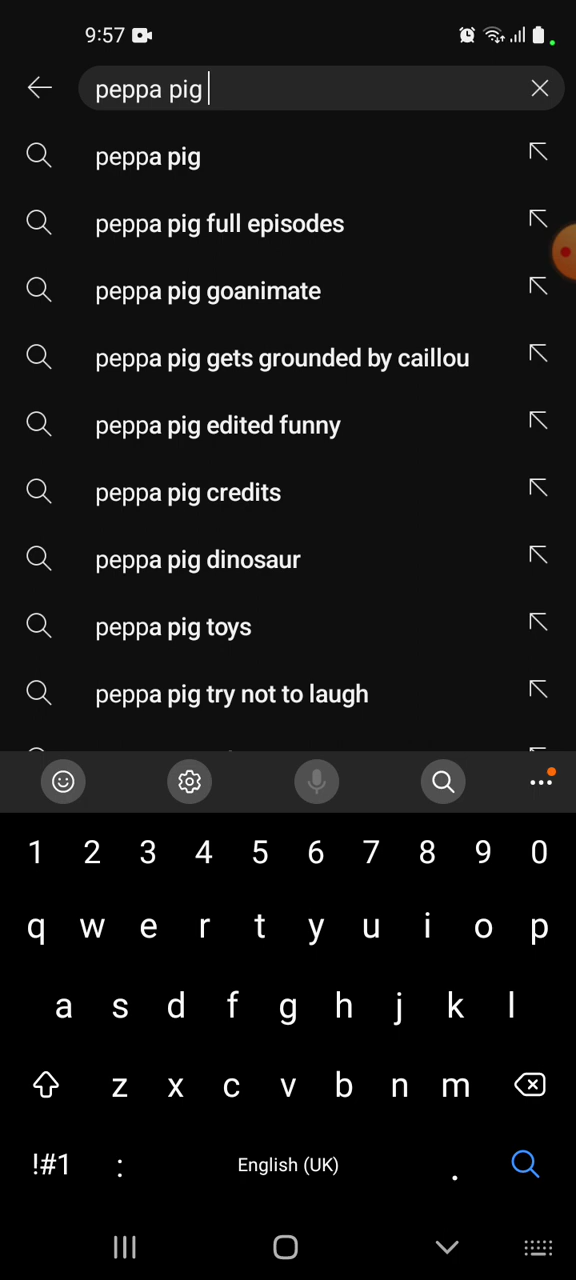 9:57
peppa pig
peppa pig
peppa pig full episodes
peppa pig goanimate
peppa pig gets grounded by caillou
peppa pig edited funny
peppa pig credits
peppa pig dinosaur
peppa pig toys
peppa pig try not to laugh
1 2 3 4 5 6 7 8 9 0
q w e r t y u i o p
a s d f g h j k l
z x c v b n m
!#1 : English (UK) .